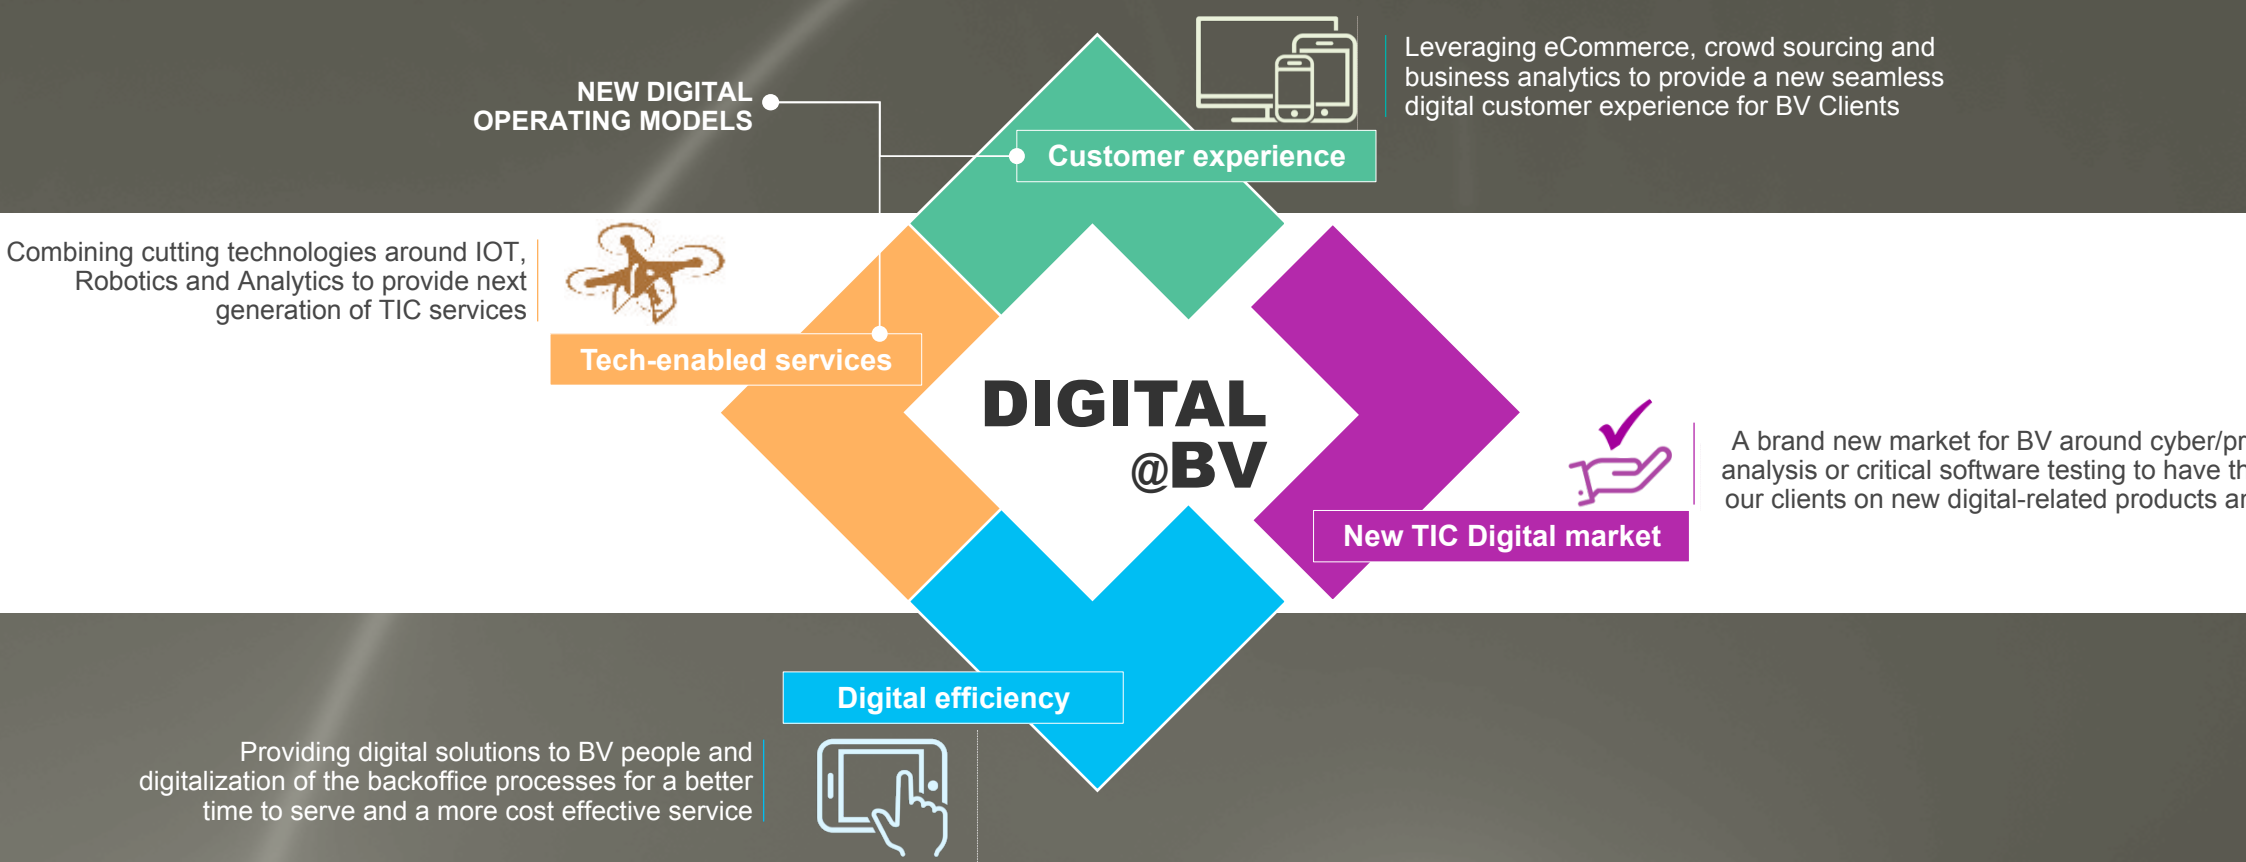 NEW DIGITAL
OPERATING MODELS
Leveraging eCommerce, crowd sourcing and
business analytics to provide a new seamless
digital customer experience for BV Clients
Customer experience
Combining cutting technologies around IOT,
Robotics and Analytics to provide next
generation of TIC services
Tech-enabled services
DIGITAL
@BV
A brand new market for BV around
analysis or critical software testing to have
our clients on new digital-related products
New TIC Digital market
Digital efficiency
Providing digital solutions to BV people and
digitalization of the backoffice processes for a better
time to serve and a more cost effective service